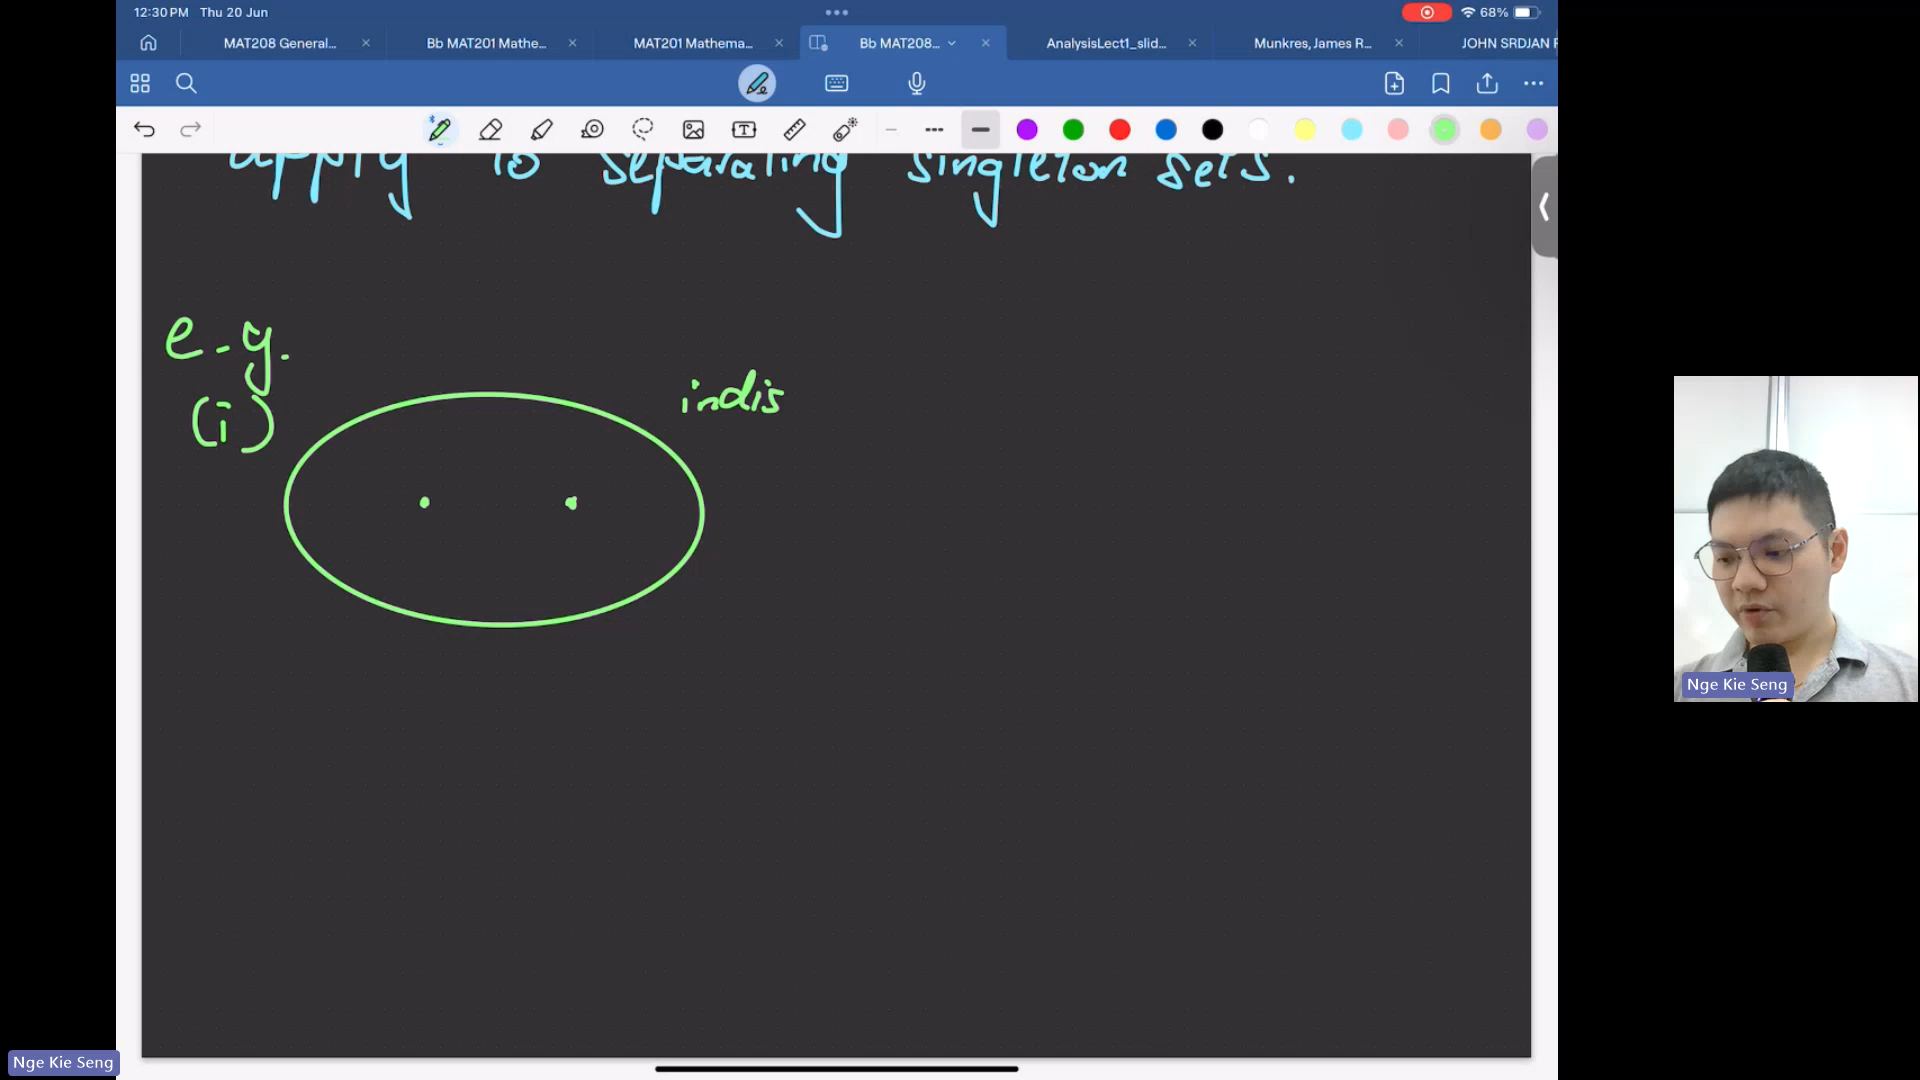 12:30 PM Thu 20 Jun
68%
MAT208 General...
Bb MAT201 Mathe...
MAT201 Mathema...
Bb MAT208...
AnalysisLect1_slid...
Munkres, James R...
JOHN SRDJAN
apply to separating singleton sets.
e.g.
(i)
indis
Nge Kie Seng
Nge Kie Seng